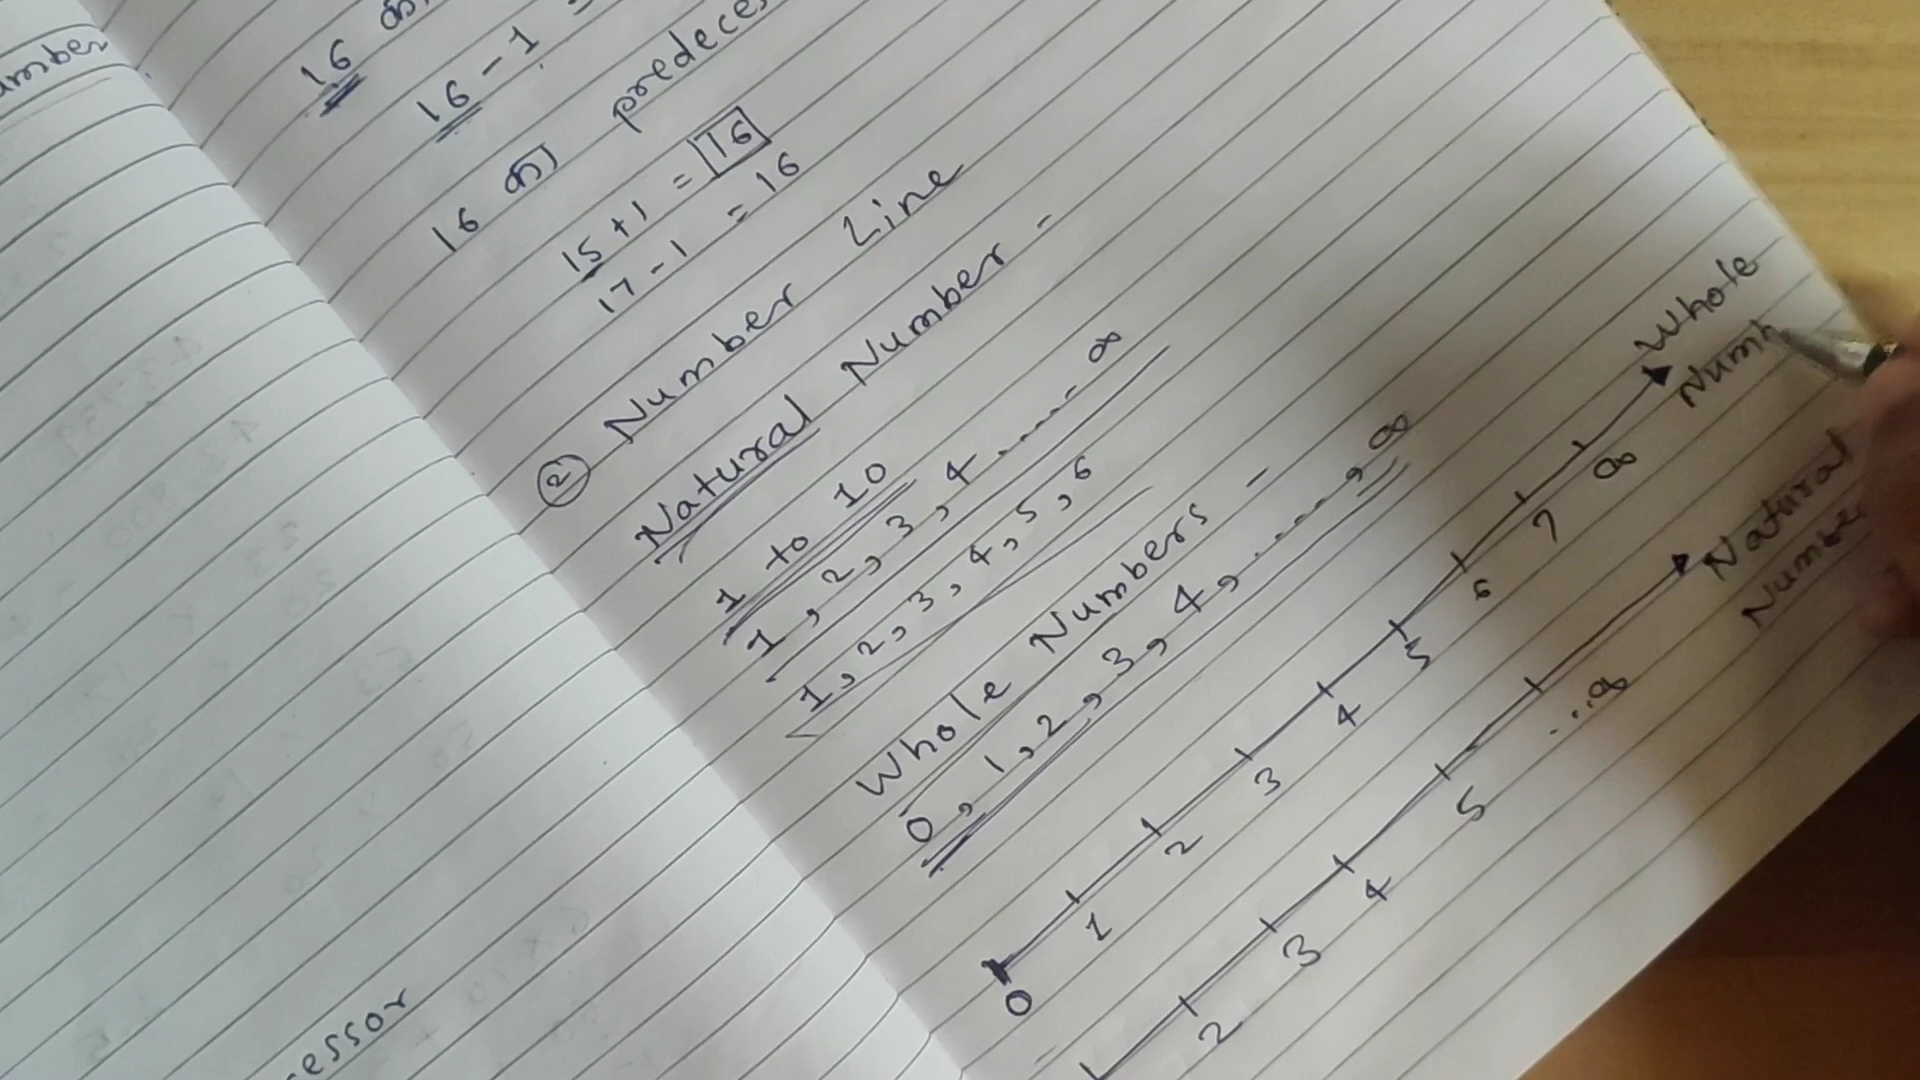 16 का
16 - 1 =
16 का
15 + 1 = 16
17 - 1 = 16
② Number Line
Natural Number -
1 to 10
1, 2, 3, 4 ...... ∞
1, 2, 3, 4, 5, 6
Whole Numbers -
0, 1, 2, 3, 4, ......, ∞
0 1 2 3 4 5 6 7 ∞
Whole
2 3 4 5 ...∞
Natural